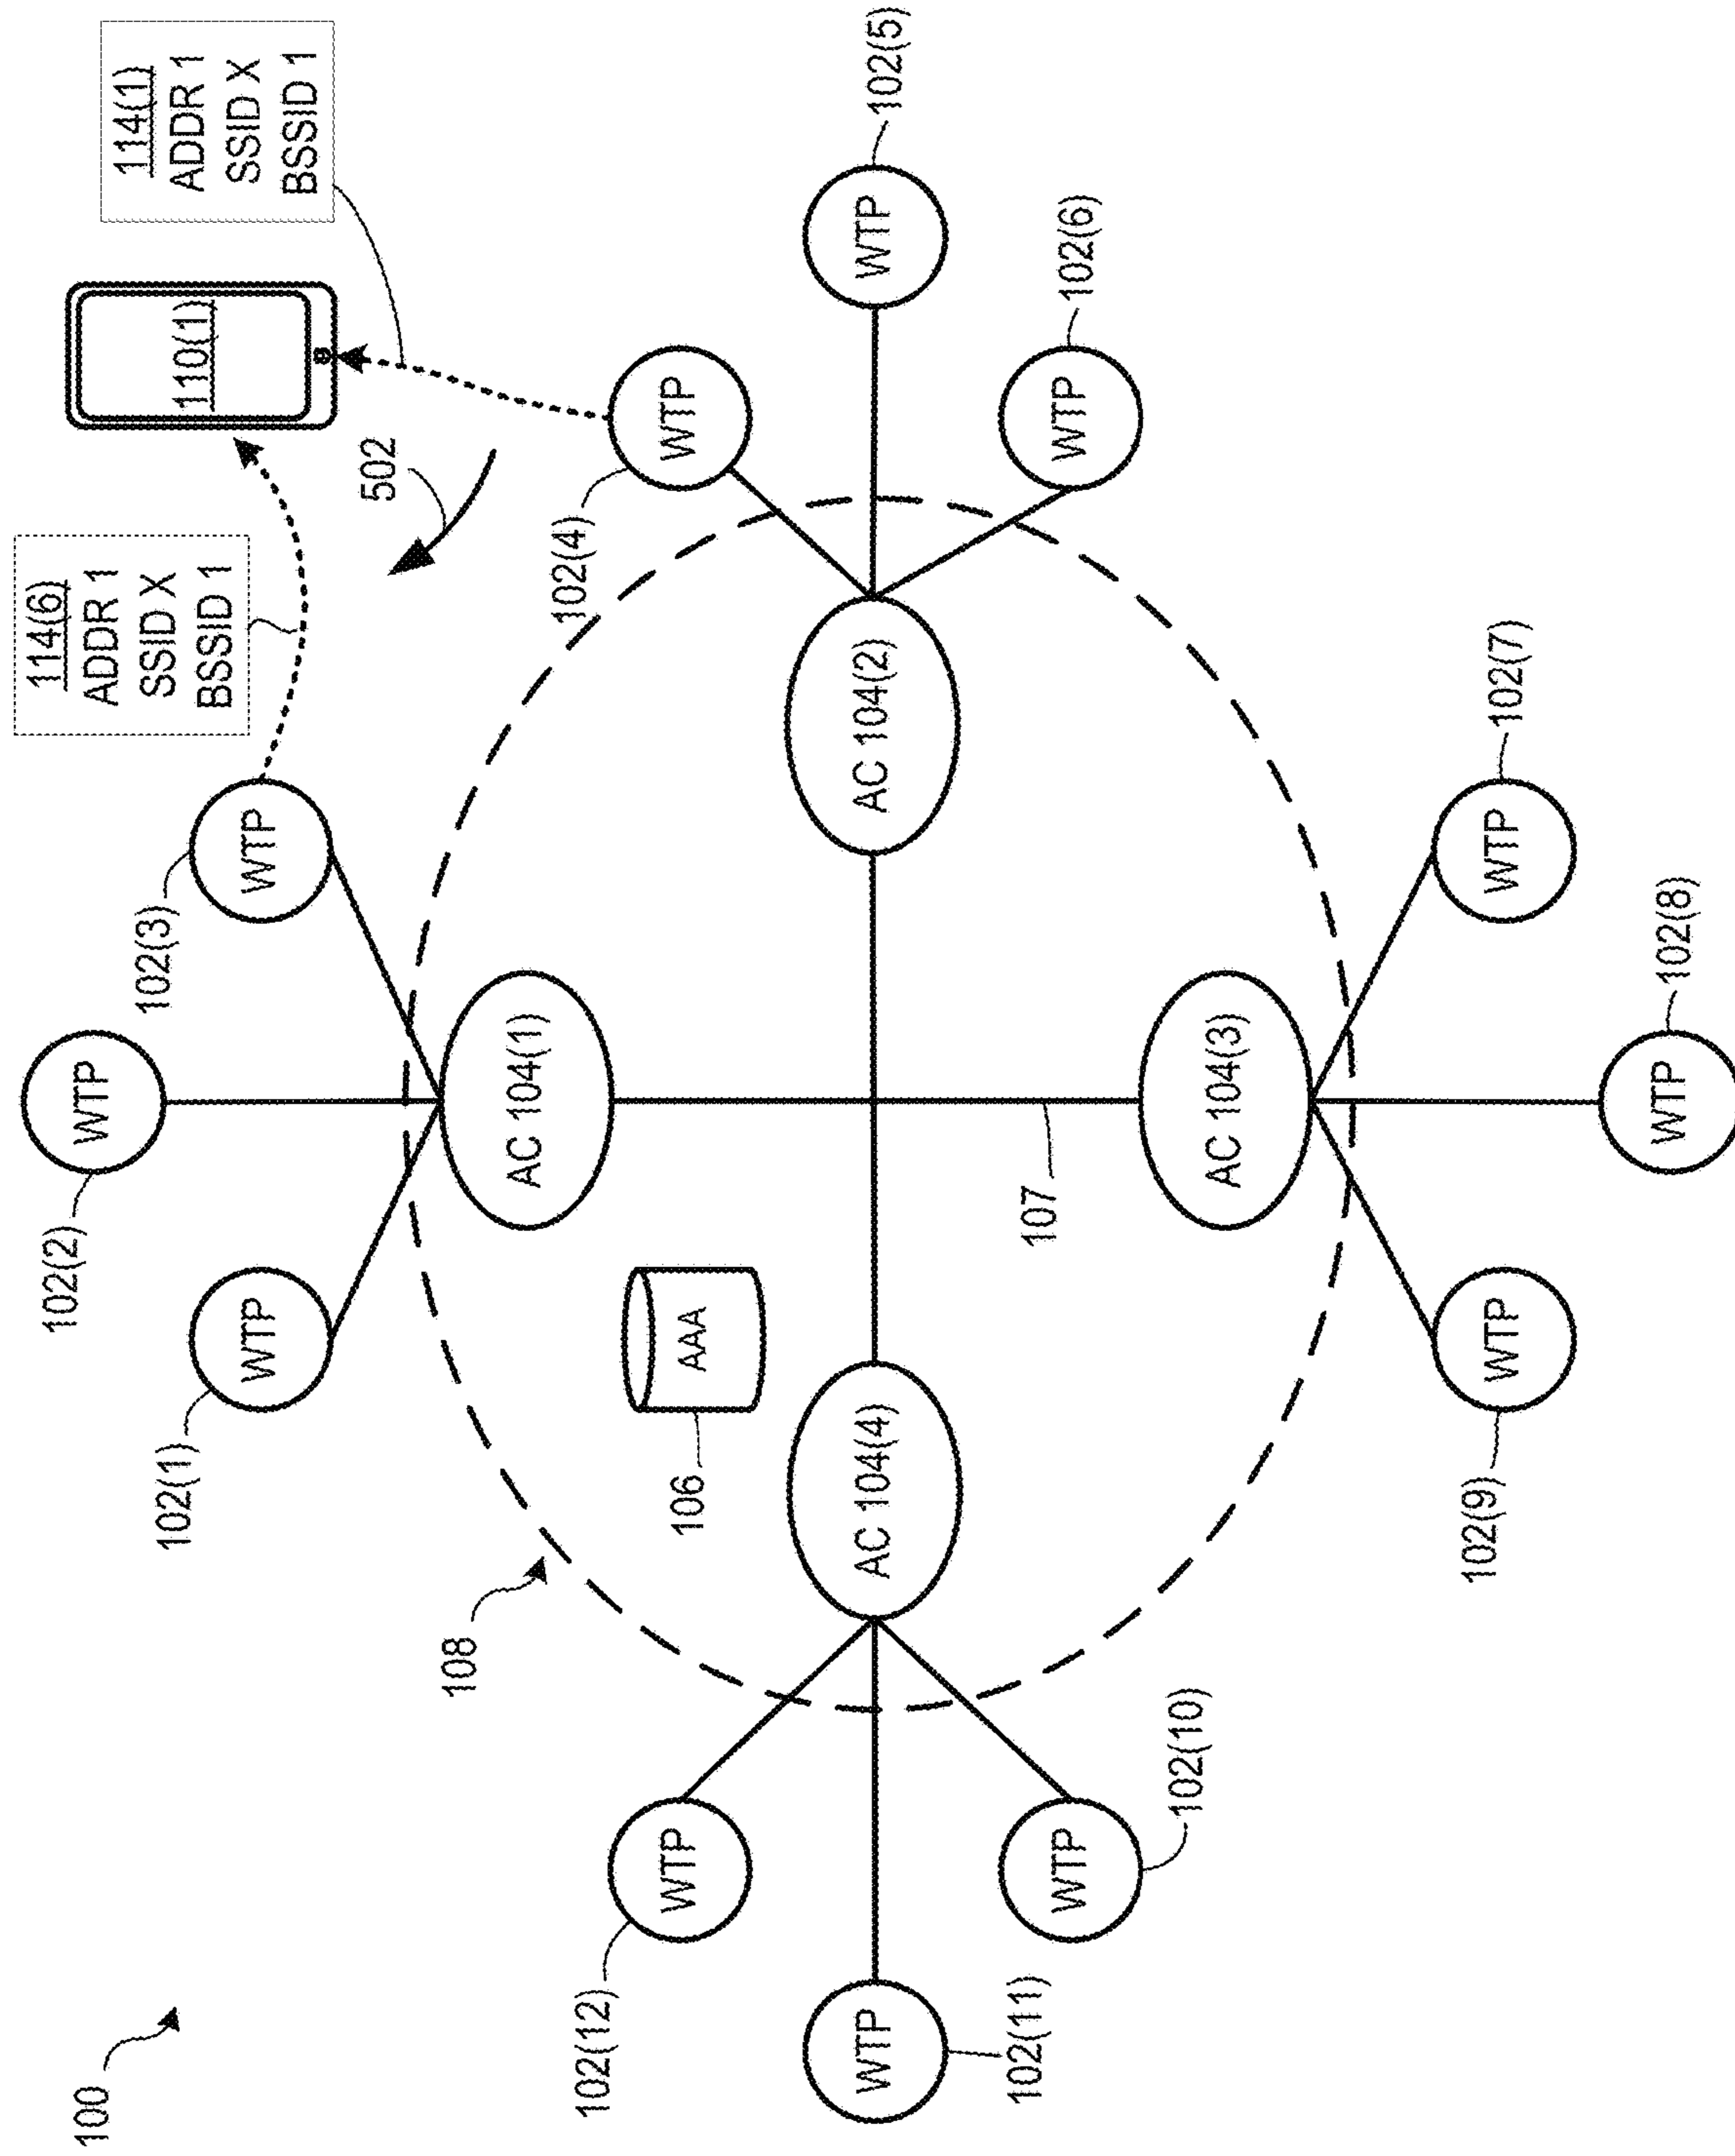 100
102(2)
WTP
102(1)
WTP
102(3)
WTP
114(6)
ADDR 1
SSID X
BSSID 1
110(1)
114(1)
ADDR 1
SSID X
BSSID 1
502
108
AC 104(1)
102(12)
WTP
106
AAA
102(4)
WTP
102(11)
WTP
AC 104(4)
AC 104(2)
WTP
102(5)
WTP
102(10)
107
WTP
102(6)
AC 104(3)
102(9)
WTP
WTP
102(7)
WTP
102(8)